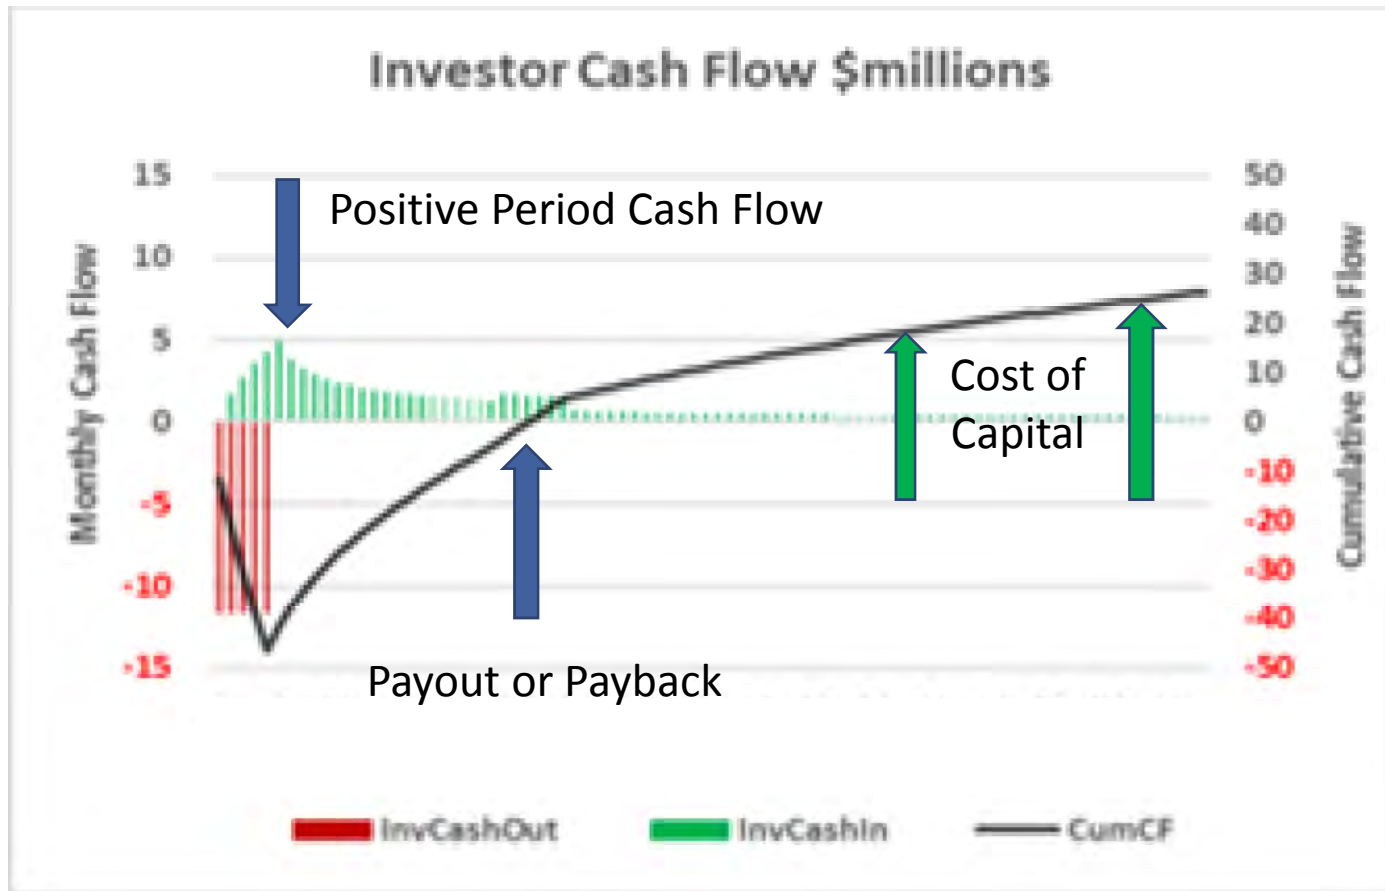 Investor Cash Flow $millions
15
10
5
0
-5
-10
-15
Monthly Cash Flow
50
40
30
20
10
0
-10
-20
-30
-40
-50
Cumulative Cash Flow
Positive Period Cash Flow
Cost of
Capital
Payout or Payback
InvCashOut
InvCashIn
CumCF